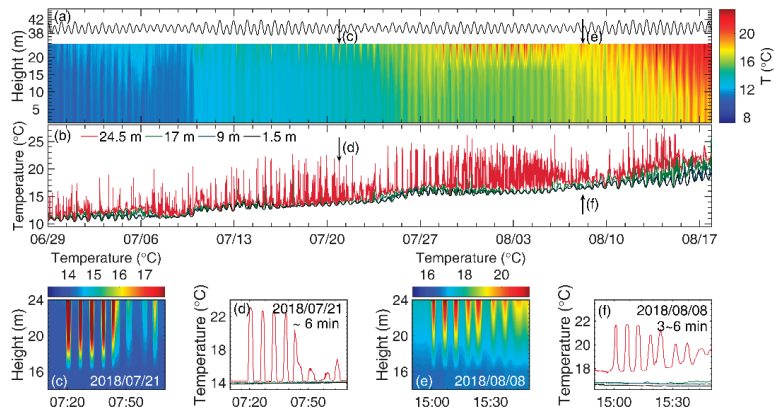 (a)
42
38
Height (m)
20
15
10
5
(c)
(e)
20
16
12
8
T (°C)
(b)
24.5 m
17 m
9 m
1.5 m
(d)
(f)
Temperature (°C)
25
20
15
10
06/29 07/06 07/13 07/20 07/27 08/03 08/10 08/17
Temperature (°C)
14 15 16 17
Height (m)
24
22
20
18
16
(c) 2018/07/21
07:20 07:50
Temperature (°C)
22
18
14
(d) 2018/07/21
~ 6 min
07:20 07:50
Temperature (°C)
16 18 20
Height (m)
24
22
20
18
16
(e) 2018/08/08
15:00 15:30
Temperature (°C)
22
20
18
(f) 2018/08/08
3~6 min
15:00 15:30